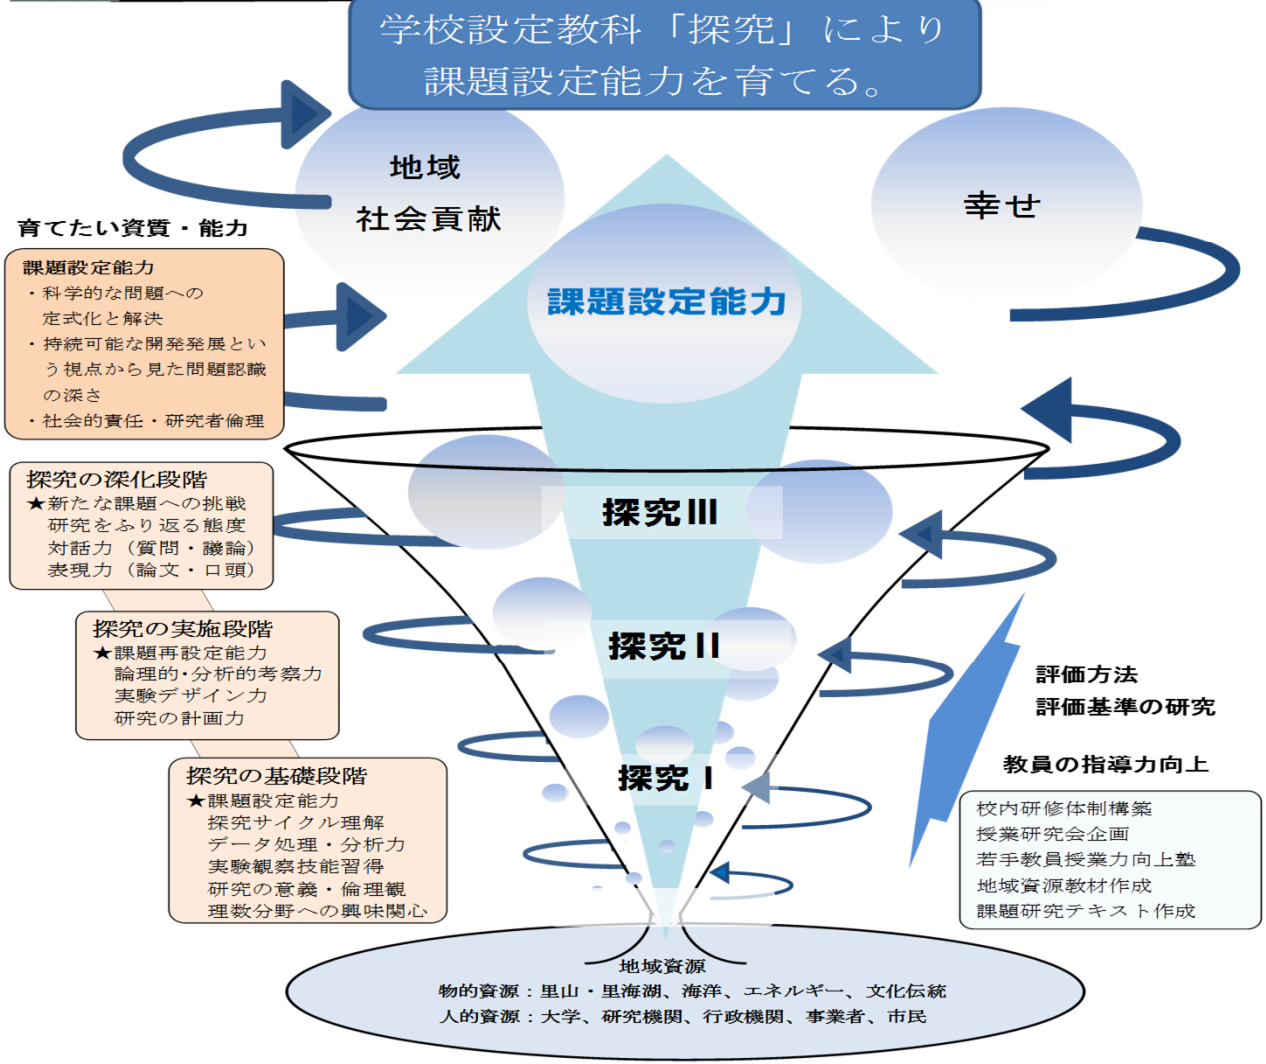 学校設定教科「探究」により
課題設定能力を育てる。
地域
社会貢献
幸せ
課題設定能力
育てたい資質・能力
課題設定能力
・科学的な問題への
定式化と解決
・持続可能な開発発展とい
う視点から見た問題認識
の深さ
・社会的責任・研究者倫理
探究の深化段階
★新たな課題への挑戦
研究をふり返る態度
対話力（質問・議論）
表現力（論文・口頭）
探究の実施段階
★課題再設定能力
論理的・分析的考察力
実験デザイン力
研究の計画力
探究の基礎段階
★課題設定能力
探究サイクル理解
データ処理・分析力
実験観察技能習得
研究の意義・倫理観
理数分野への興味関心
探究Ⅲ
探究Ⅱ
探究Ⅰ
評価方法
評価基準の研究
教員の指導力向上
校内研修体制構築
授業研究会企画
若手教員授業力向上塾
地域資源教材作成
課題研究テキスト作成
地域資源
物的資源：里山・里海湖、海洋、エネルギー、文化伝統
人的資源：大学、研究機関、行政機関、事業者、市民